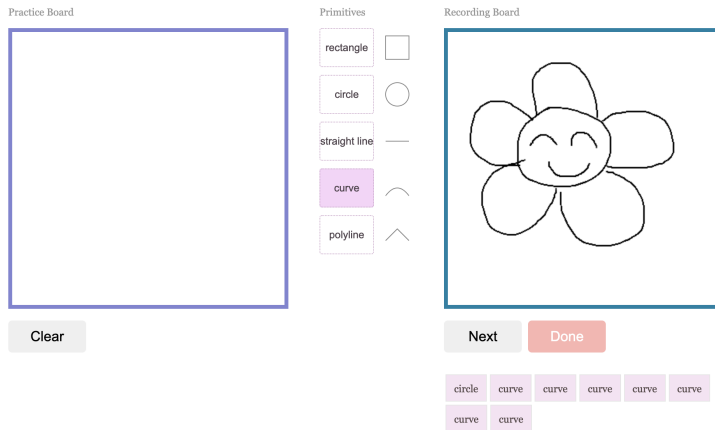 Practice Board
Primitives
Recording Board
rectangle
circle
straight line
curve
polyline
Clear
Next
Done
circle curve curve curve curve curve
curve curve